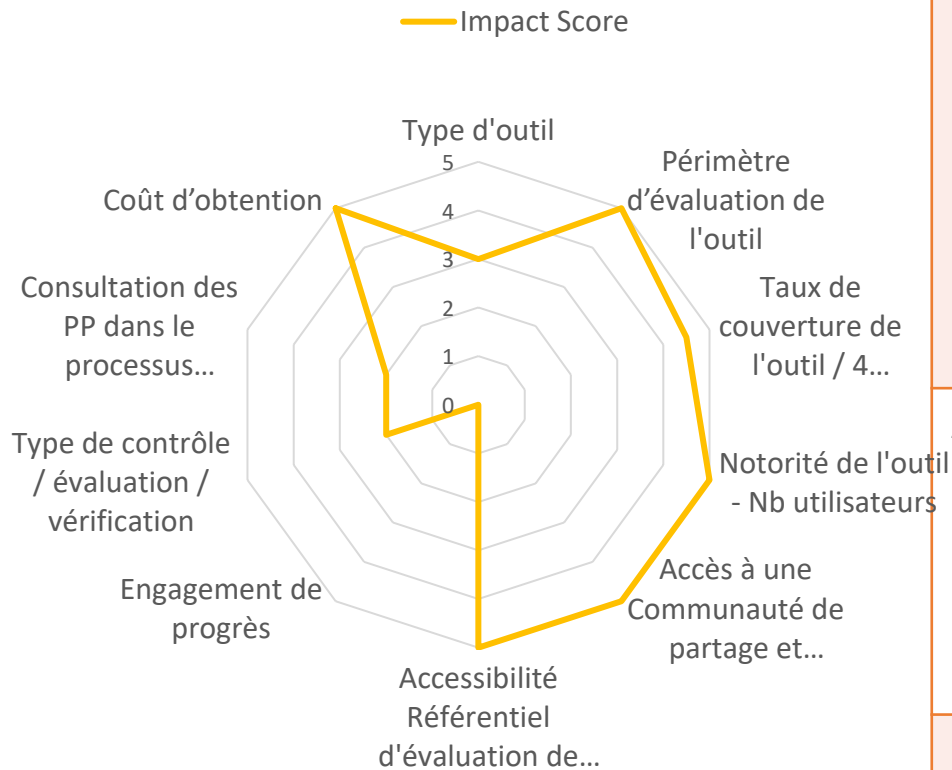 Impact Score
Type d'outil
Périmètre
d’évaluation de
l'outil
Taux de
couverture de
l'outil / 4...
Notorité de l'outil
- Nb utilisateurs
Accès à une
Communauté de
partage et...
Accessibilité
Référentiel
d'évaluation de...
Engagement de
progrès
Type de contrôle
/ évaluation /
vérification
Consultation des
PP dans le
processus...
Coût d’obtention
5
4
3
2
1
0